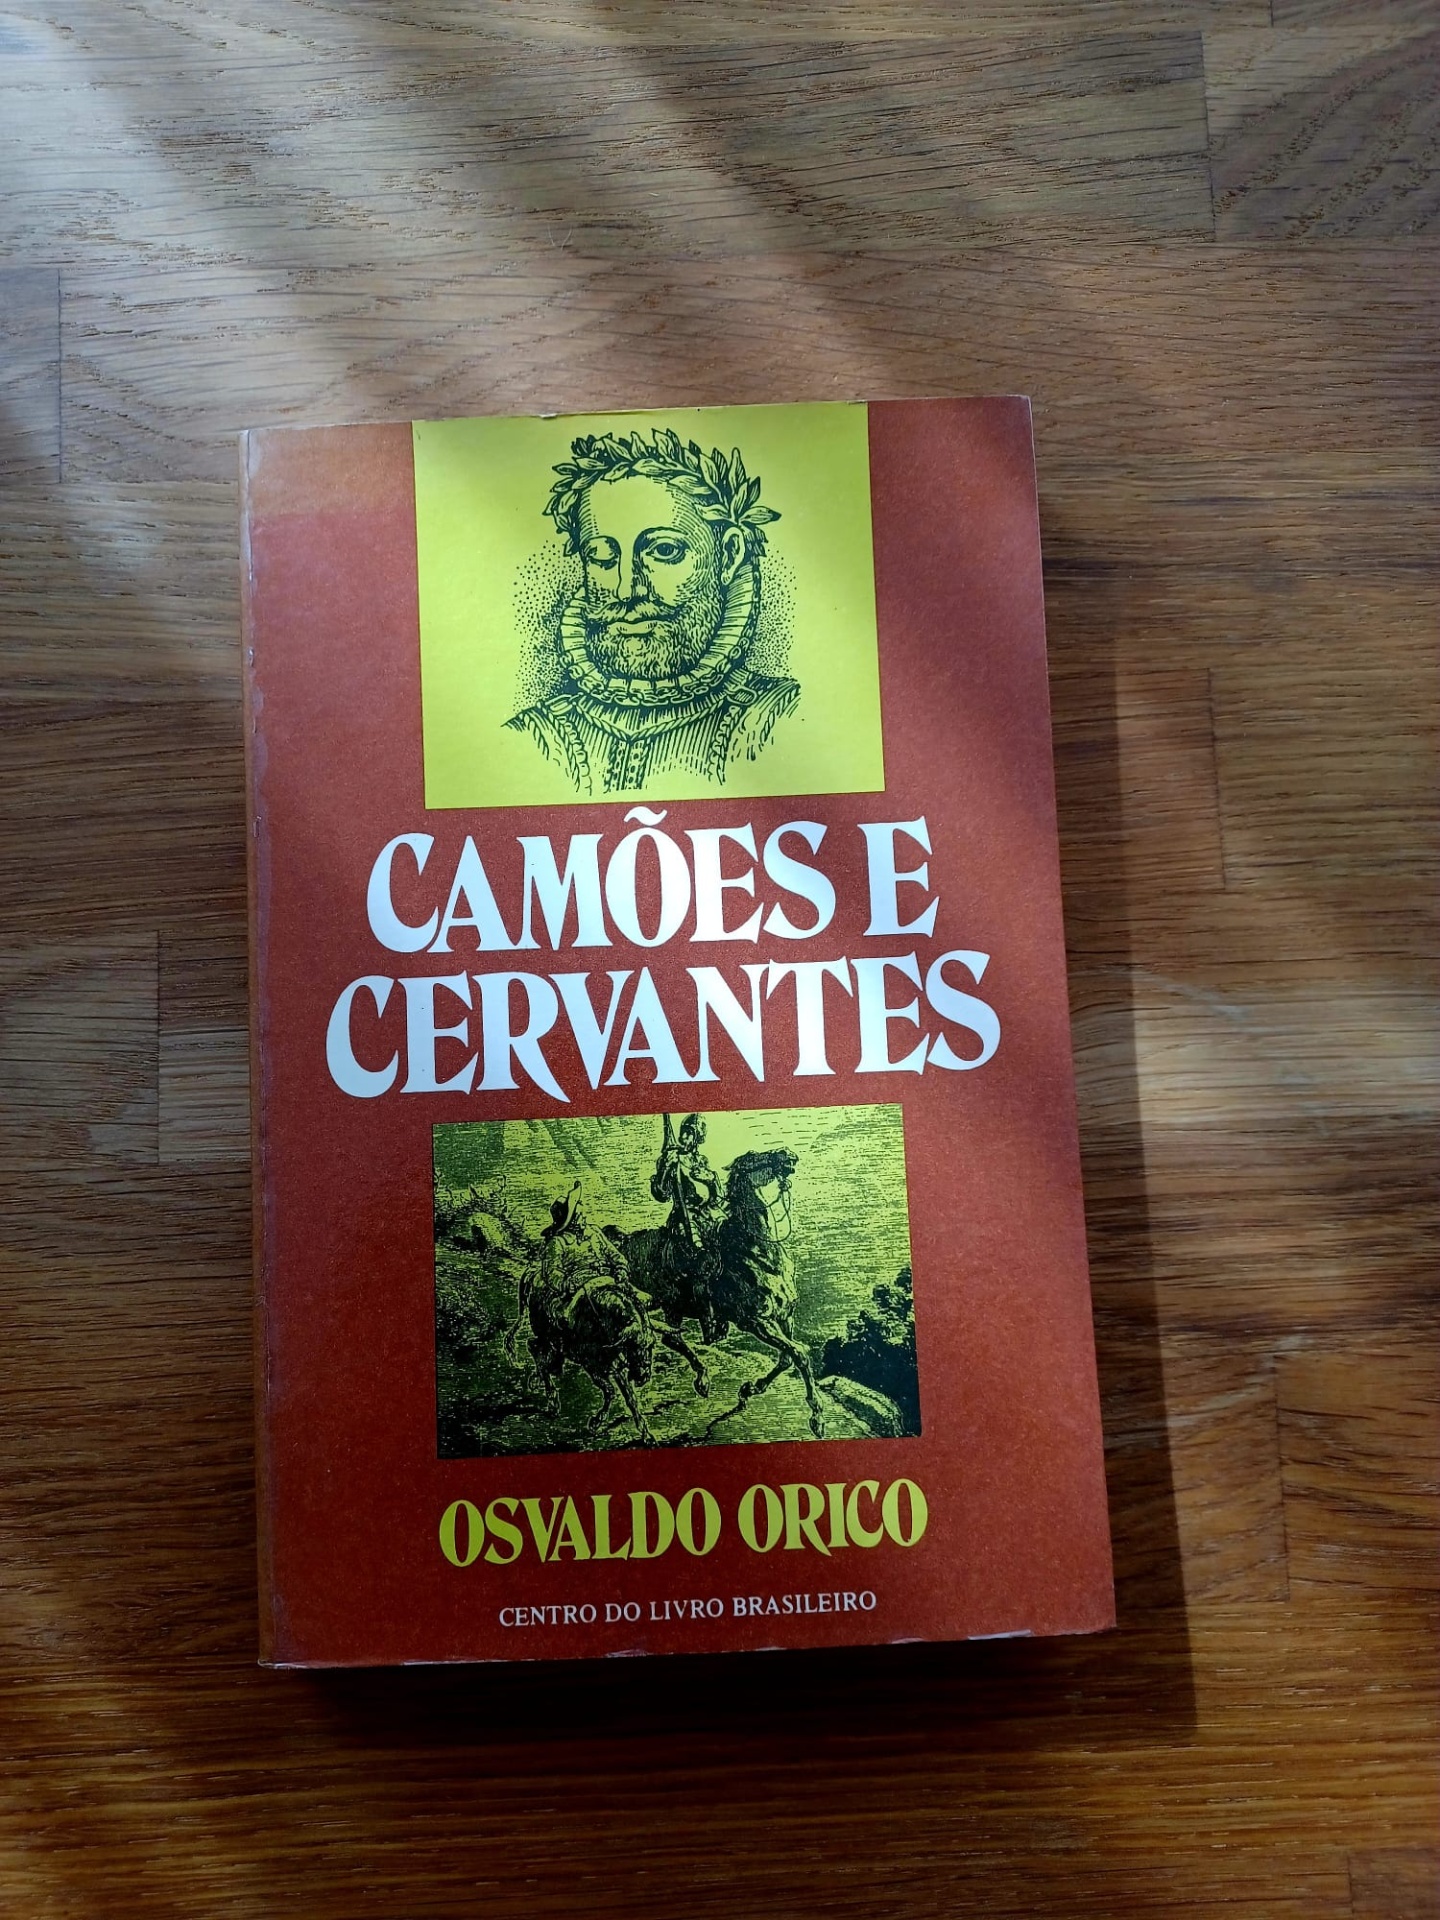 CAMÕES E
CERVANTES
OSVALDO ORICO
CENTRO DO LIVRO BRASILEIRO